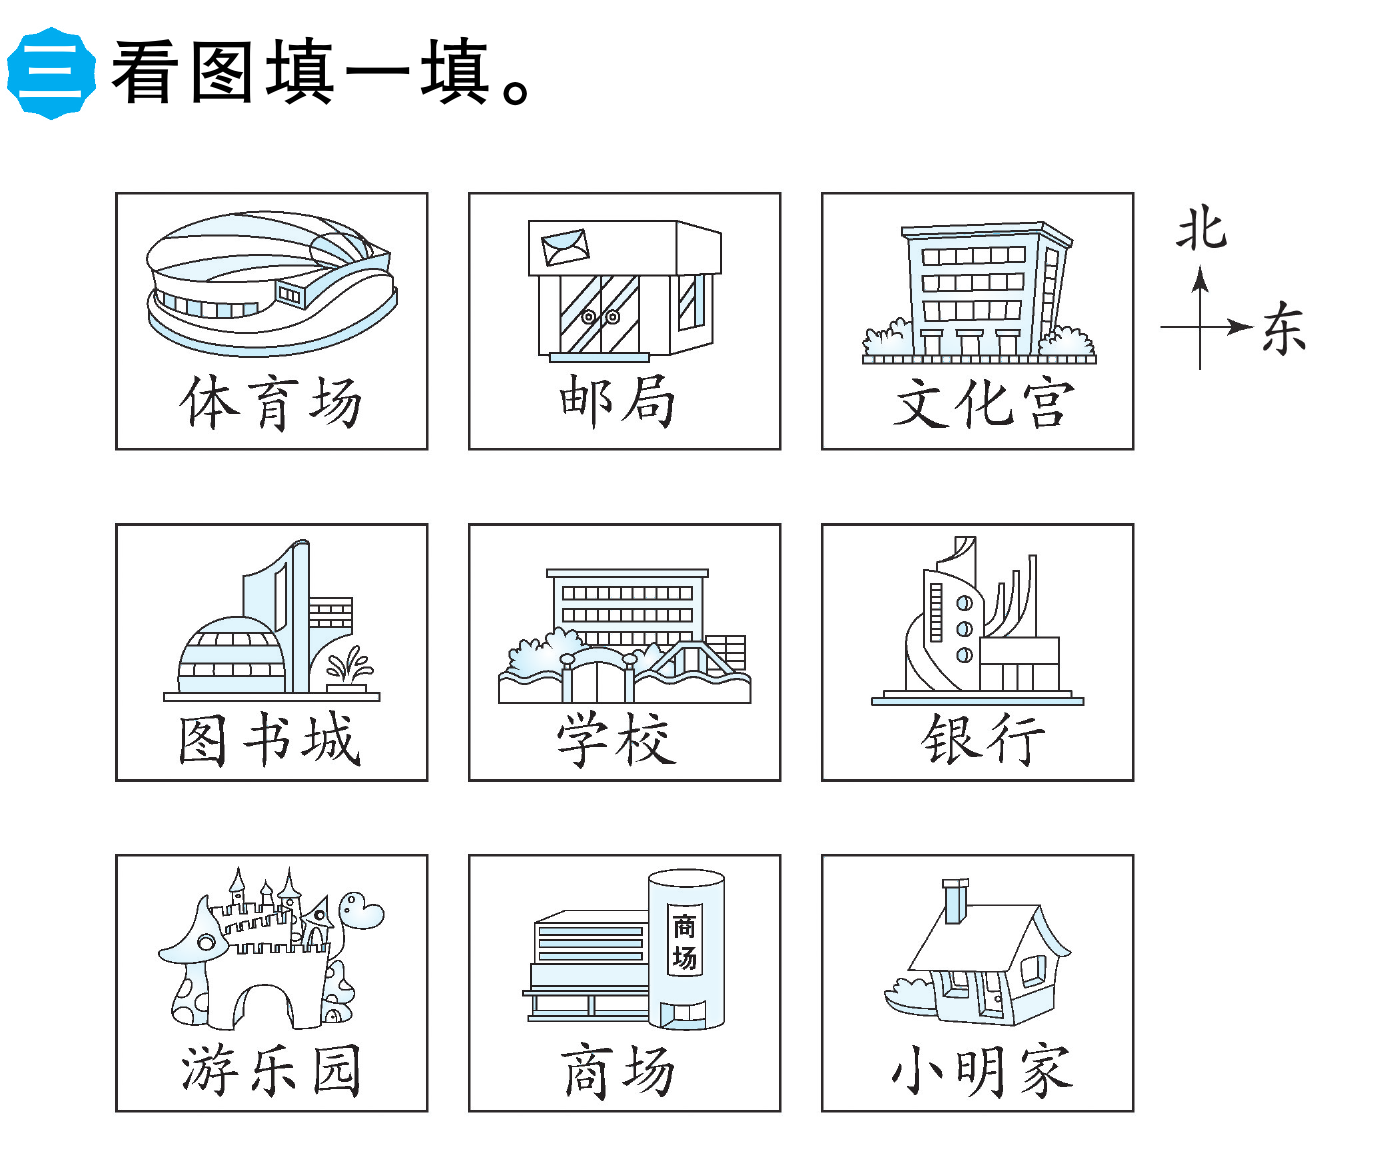 三 看图填一填。
北
东
体育场 邮局 文化宫
图书城 学校 银行
商场
游乐园 商场 小明家